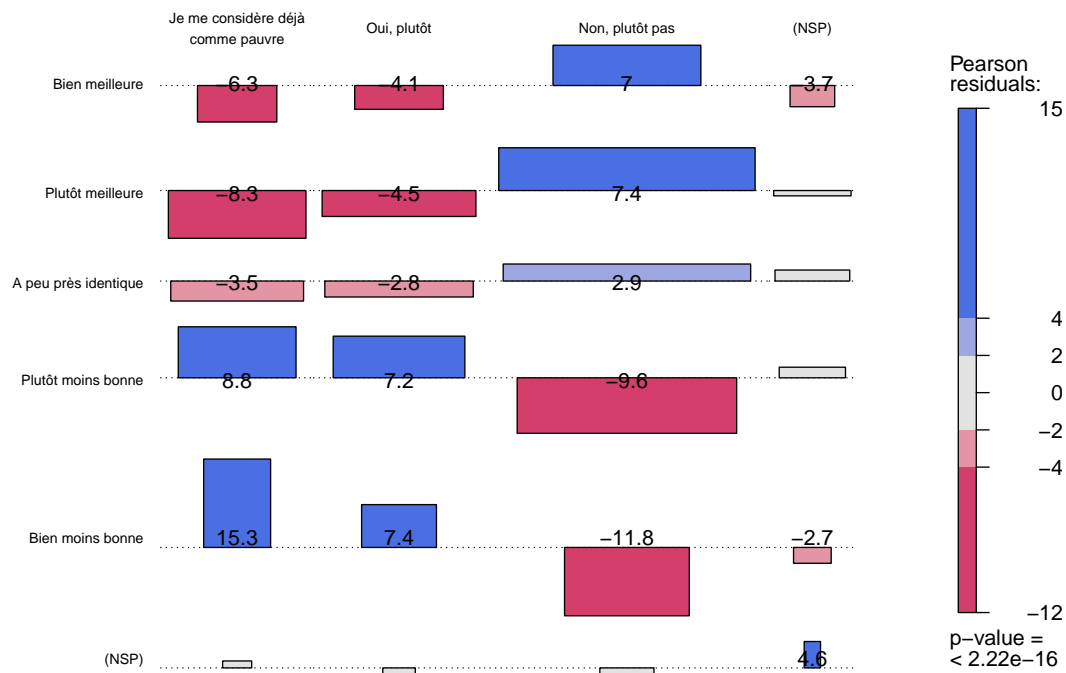 Je me considère déjà
comme pauvre
Oui, plutôt
Non, plutôt pas
(NSP)
Bien meilleure
−6.3
−4.1
7
−3.7
Plutôt meilleure
−8.3
−4.5
7.4
A peu près identique
−3.5
−2.8
2.9
Plutôt moins bonne
8.8
7.2
−9.6
Bien moins bonne
15.3
7.4
−11.8
−2.7
(NSP)
4.6
Pearson
residuals:
15
4
2
0
−2
−4
−12
p−value =
< 2.22e−16